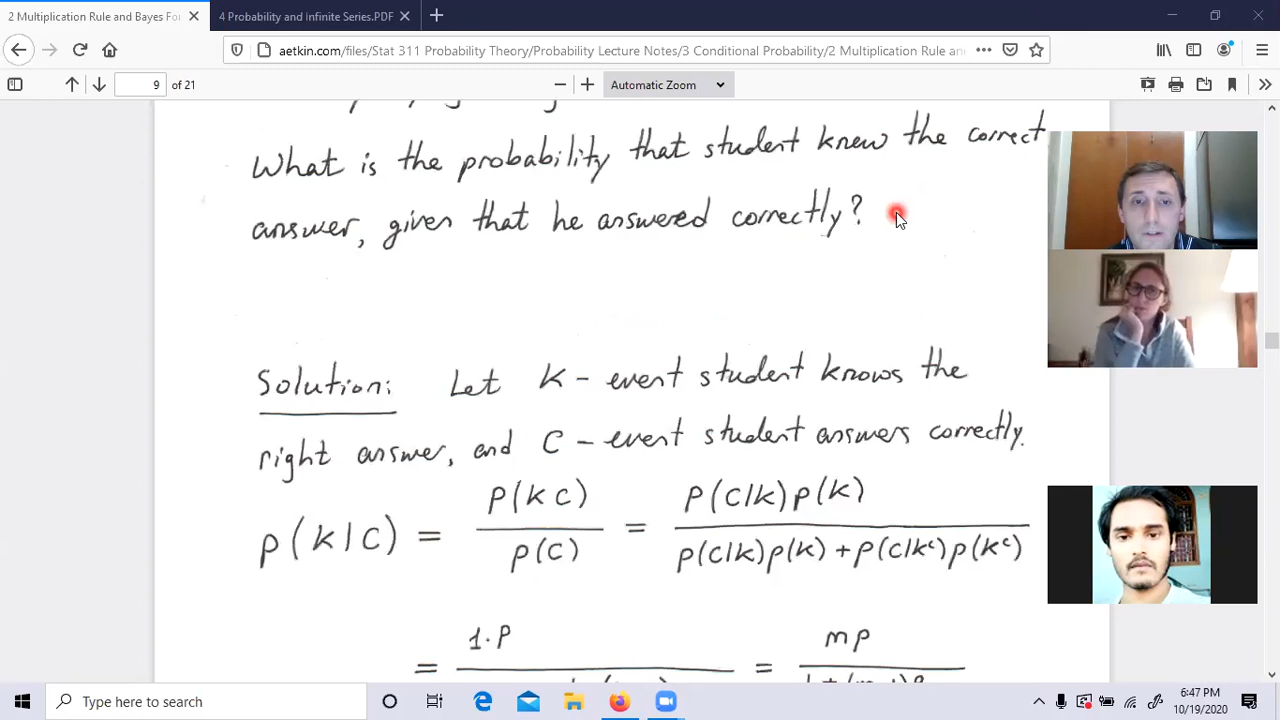 2 Multiplication Rule and Bayes For
4 Probability and Infinite Series.PDF
aetkin.com/files/Stat 311 Probability Theory/Probability Lecture Notes/3 Conditional Probability/2 Multiplication Rule and
9 of 21
Automatic Zoom
What is the probability that student knew the correct
answer, given that he answered correctly?
Solution: Let K - event student knows the
right answer, and C - event student answers correctly.
P(KC) P(C/K)P(K)
P(K|C) = =
P(C) P(C/K)P(K) + P(C/Kᶜ)P(Kᶜ)
1·P mp
= =
Type here to search
6:47 PM
10/19/2020